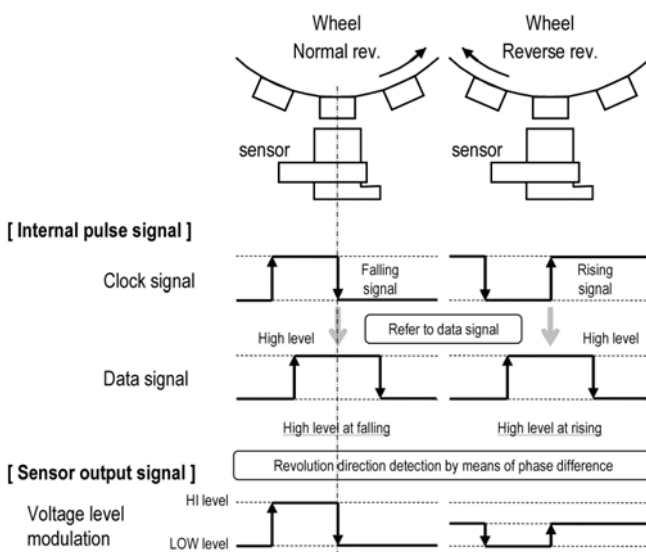 Wheel
Normal rev.
Wheel
Reverse rev.
sensor
sensor
[ Internal pulse signal ]
Clock signal
Falling
signal
Rising
signal
Refer to data signal
High level
High level
Data signal
High level at falling
High level at rising
[ Sensor output signal ]
Revolution direction detection by means of phase difference
HI level
Voltage level
modulation
LOW level